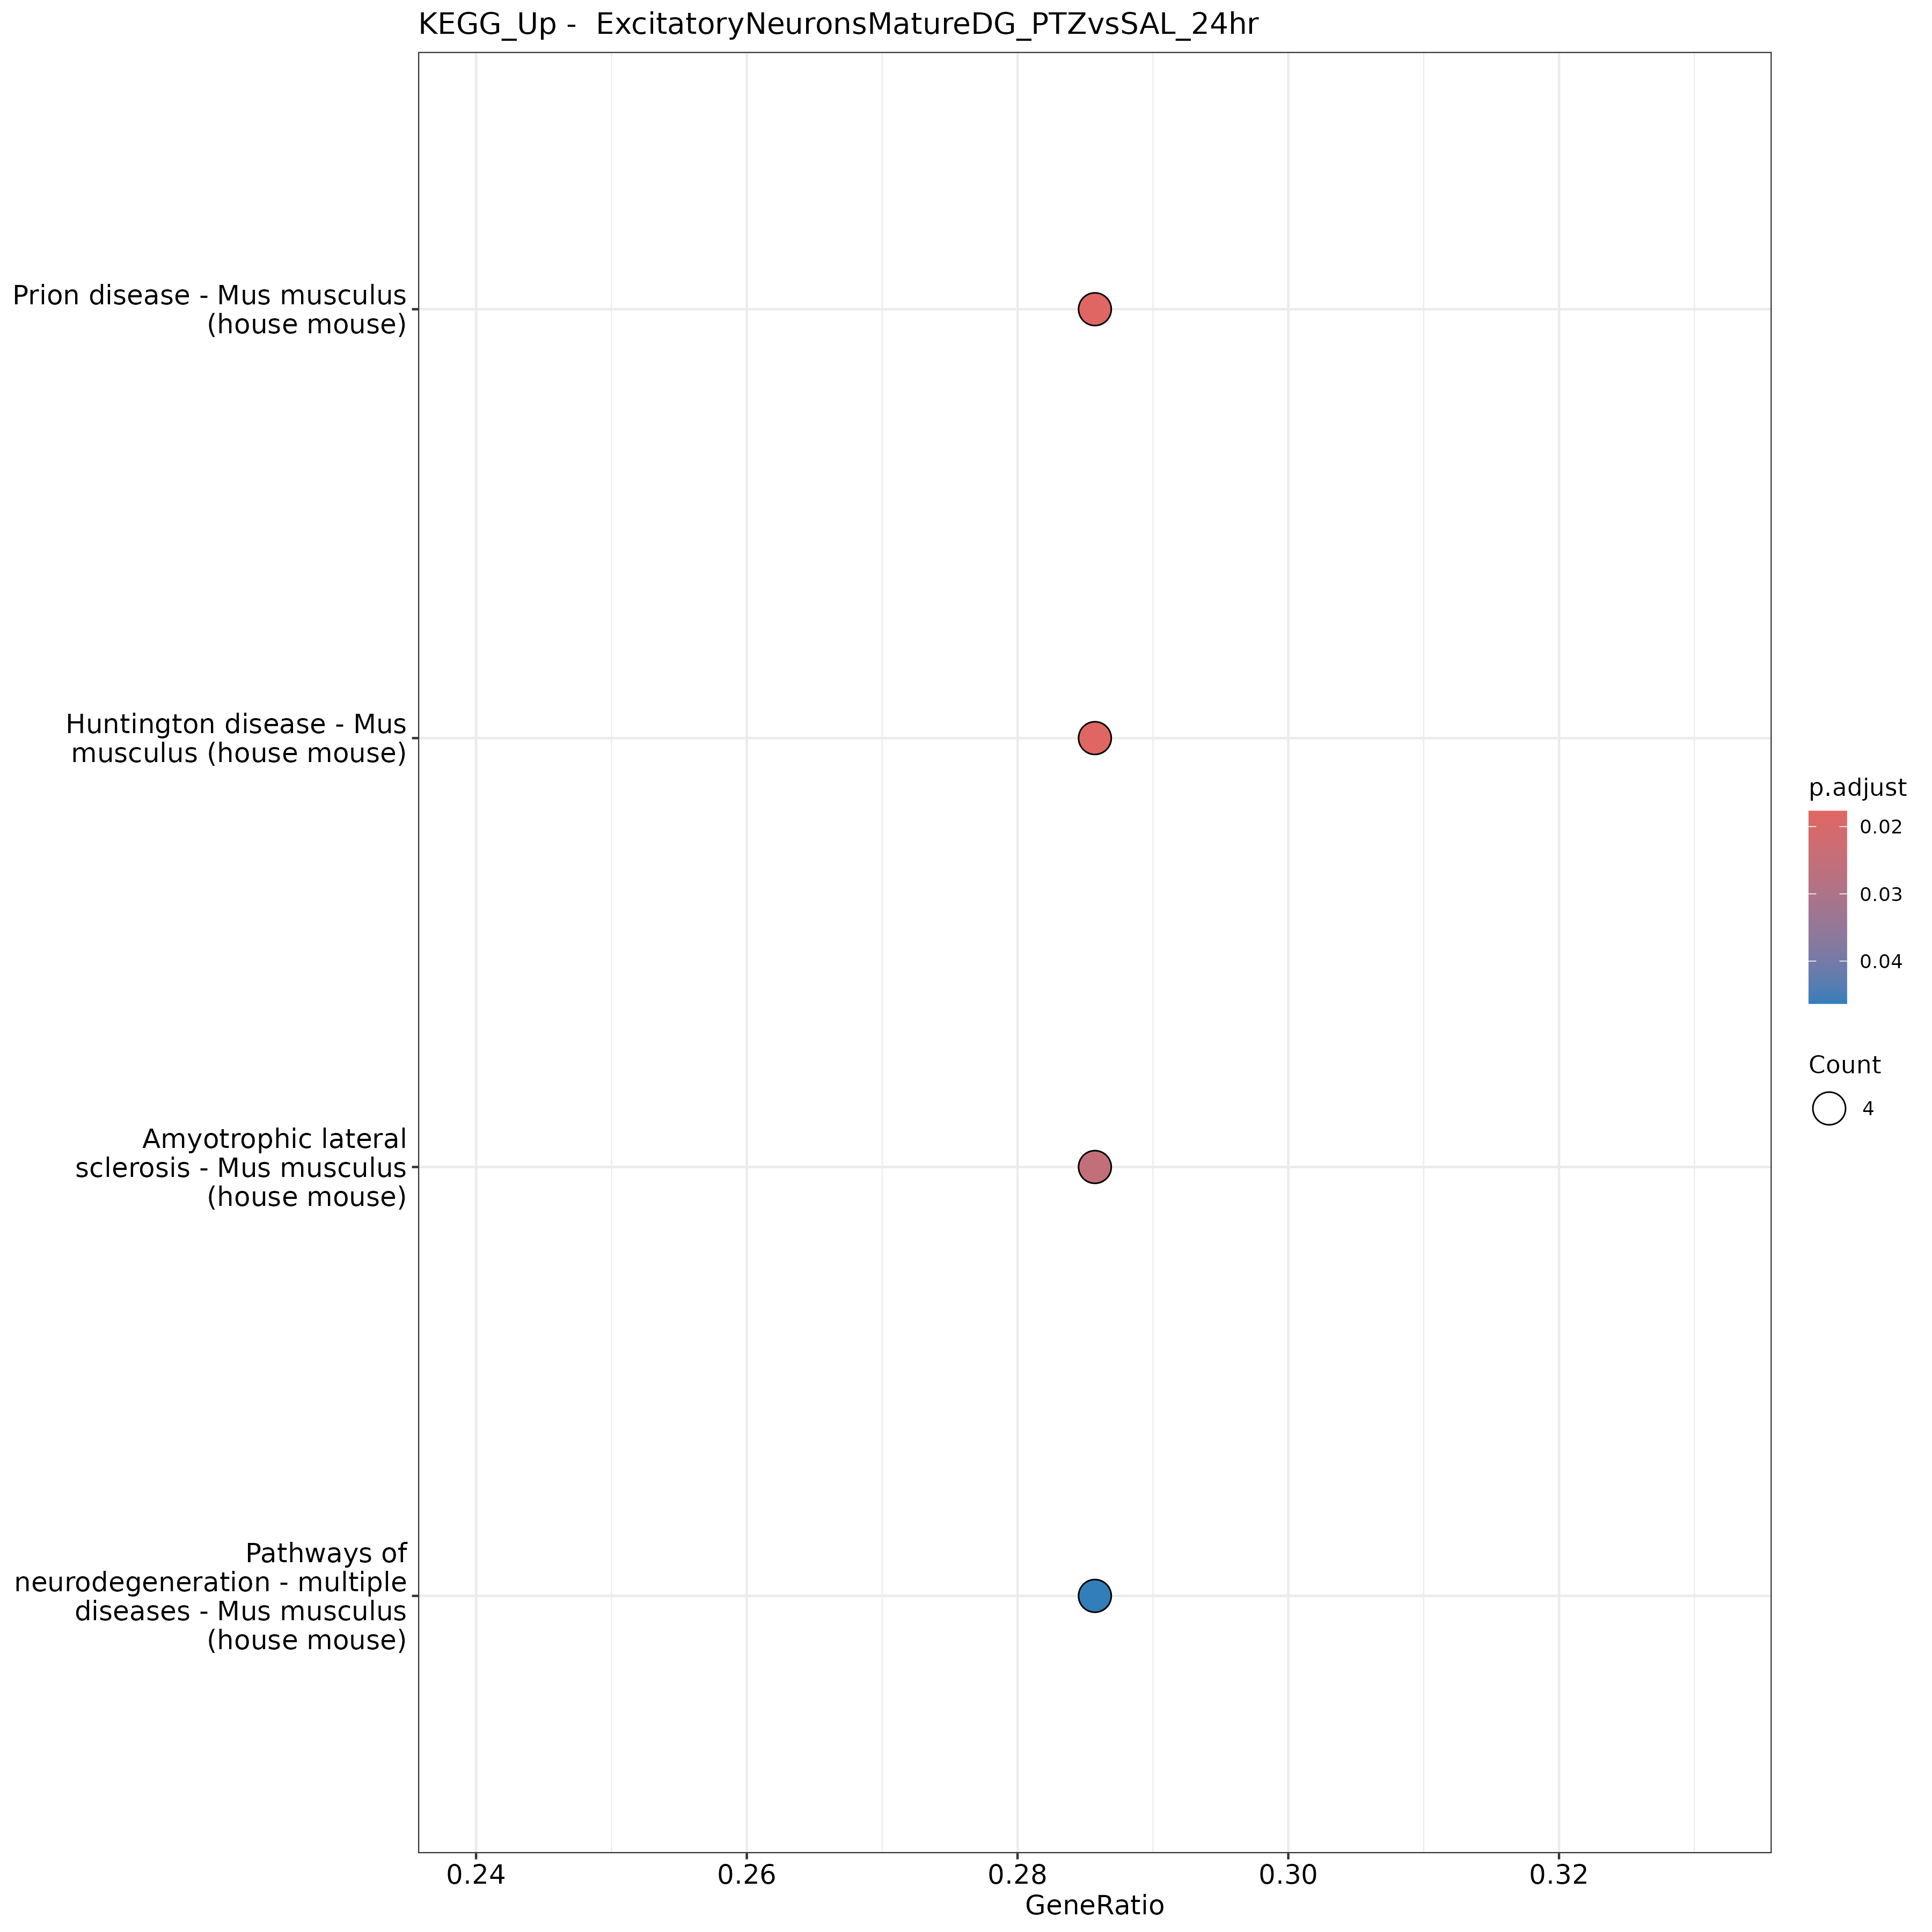 KEGG_Up -  ExcitatoryNeuronsMatureDG_PTZvsSAL_24hr
Prion disease - Mus musculus
(house mouse)
Huntington disease - Mus
musculus (house mouse)
Amyotrophic lateral
sclerosis - Mus musculus
(house mouse)
Pathways of
neurodegeneration - multiple
diseases - Mus musculus
(house mouse)
0.24
0.26
0.28
0.30
0.32
GeneRatio
p.adjust
0.02
0.03
0.04
Count
4